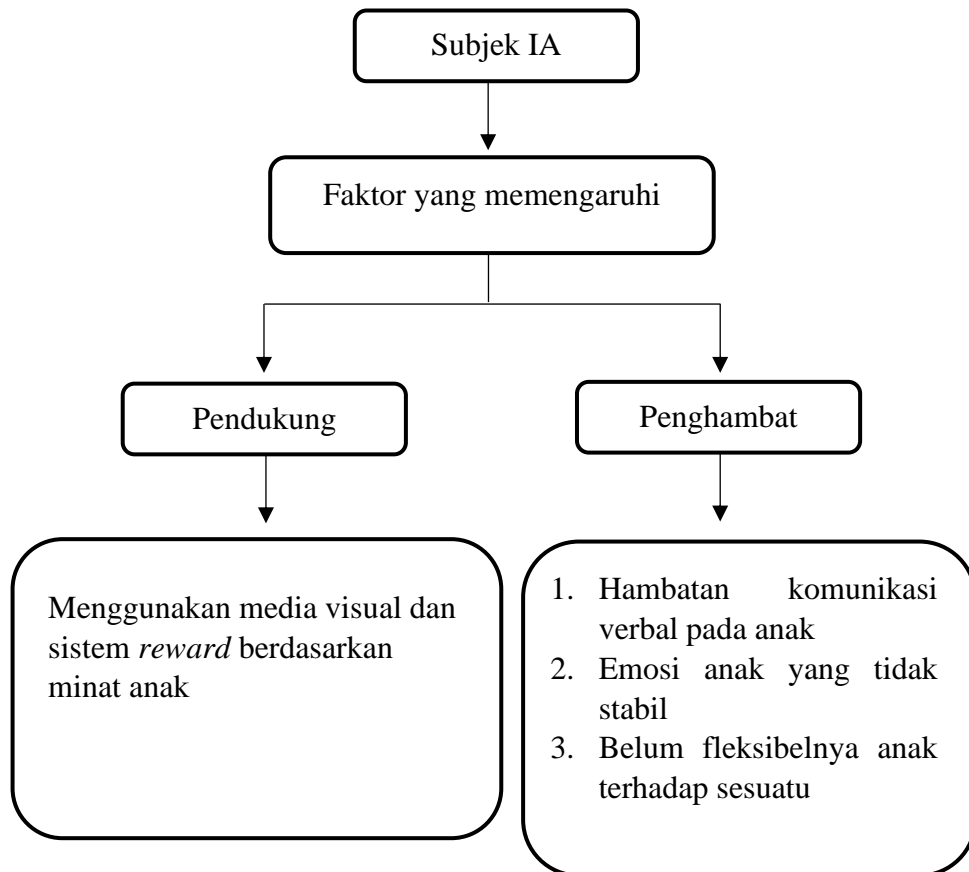 Subjek IA
Faktor yang memengaruhi
Pendukung
Penghambat
Menggunakan media visual dan
sistem reward berdasarkan
minat anak
1. Hambatan komunikasi
verbal pada anak
2. Emosi anak yang tidak
stabil
3. Belum fleksibelnya anak
terhadap sesuatu